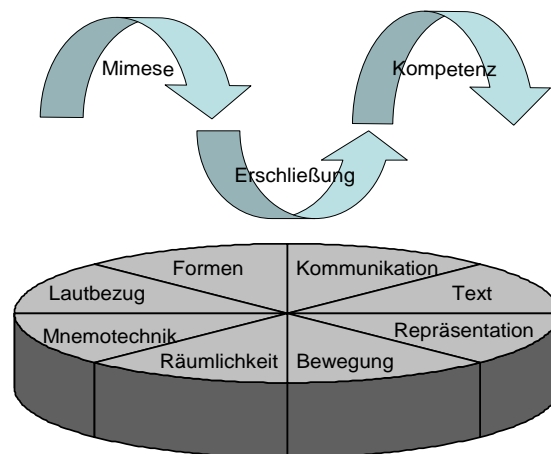 Mimese
Kompetenz
Erschließung
Formen
Kommunikation
Lautbezug
Text
Mnemotechnik
Repräsentation
Räumlichkeit
Bewegung